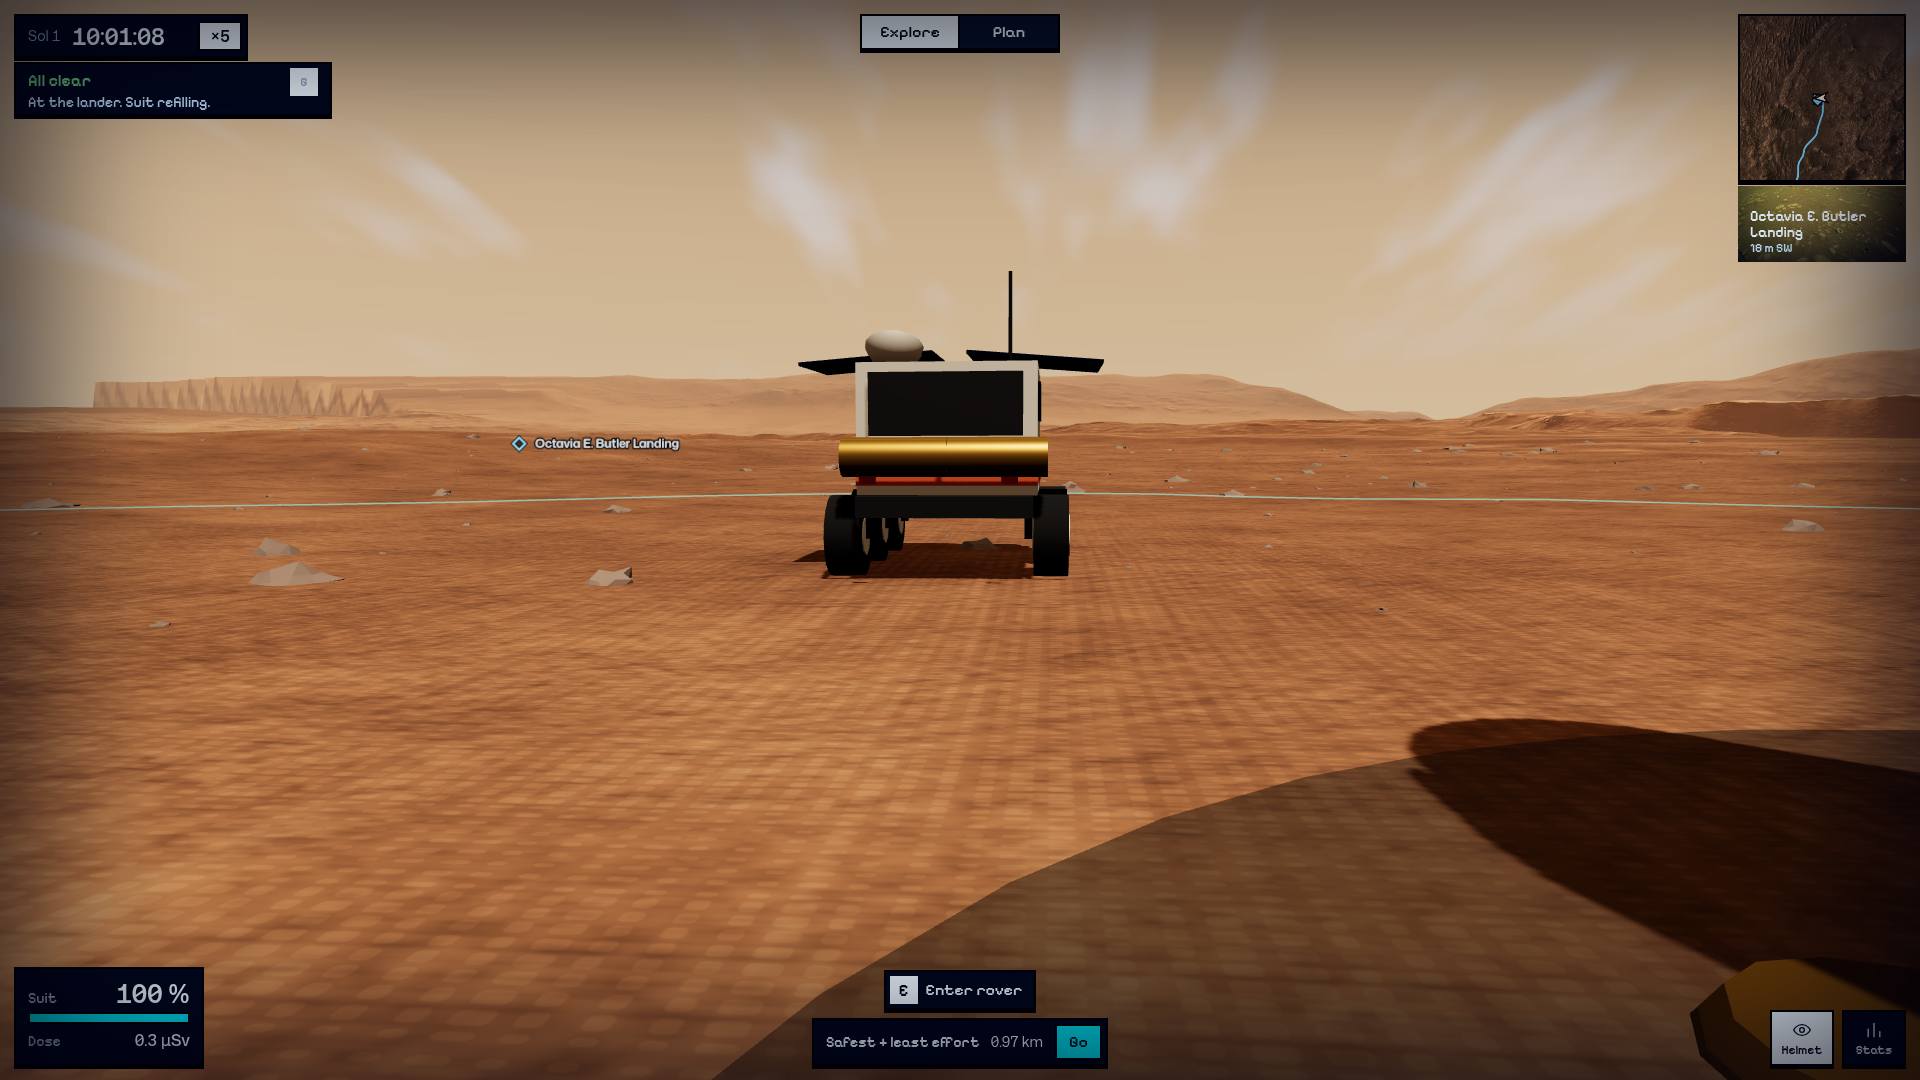 Sol 1 10:01:08 ×5
Explore Plan
All clear
At the lander. Suit refilling.
Octavia E. Butler
Landing
18 m SW
Octavia E. Butler Landing
Suit 100 %
Dose 0.3 µSv
E Enter rover
Safest + least effort 0.97 km Go
Helmet
Stats